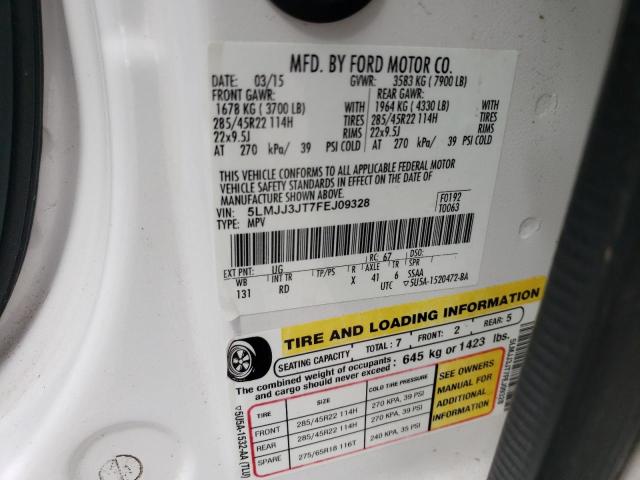 MFD. BY FORD MOTOR CO.
DATE: 03/15 GVWR: 3583 KG ( 7900 LB)
FRONT GAWR: REAR GAWR:
1678 KG ( 3700 LB) WITH 1964 KG ( 4330 LB) WITH
285/45R22 114H TIRES 285/45R22 114H TIRES
22x9.5J RIMS 22x9.5J RIMS
AT 270 kPa/ 39 PSI COLD AT 270 kPa/ 39 PSI COLD
THIS VEHICLE CONFORMS TO ALL APPLICABLE FEDERAL MOTOR
VEHICLE SAFETY STANDARDS IN EFFECT ON THE DATE OF
MANUFACTURE SHOWN ABOVE.
VIN: 5LMJJ3JT7FEJ09328 F0192
TYPE: MPV T0063
EXT PNT: UG RC: 67 DSO:
WB INT TR TP/PS R AXLE TR SPR
131 RD X 41 6 SSAA
UTC ▽5U5A-1520472-BA
TIRE AND LOADING INFORMATION
SEATING CAPACITY TOTAL: 7 FRONT: 2 REAR: 5
The combined weight of occupants
and cargo should never exceed: 645 kg or 1423 lbs.
TIRE SIZE COLD TIRE PRESSURE
FRONT 285/45R22 114H 270 KPA, 39 PSI
REAR 285/45R22 114H 270 KPA, 39 PSI
SPARE 275/65R18 116T 240 KPA, 35 PSI
SEE OWNERS
MANUAL FOR
ADDITIONAL
INFORMATION
▽5U5A-1532-AA (7LU)
5LMJJ3JT7FEJ09328